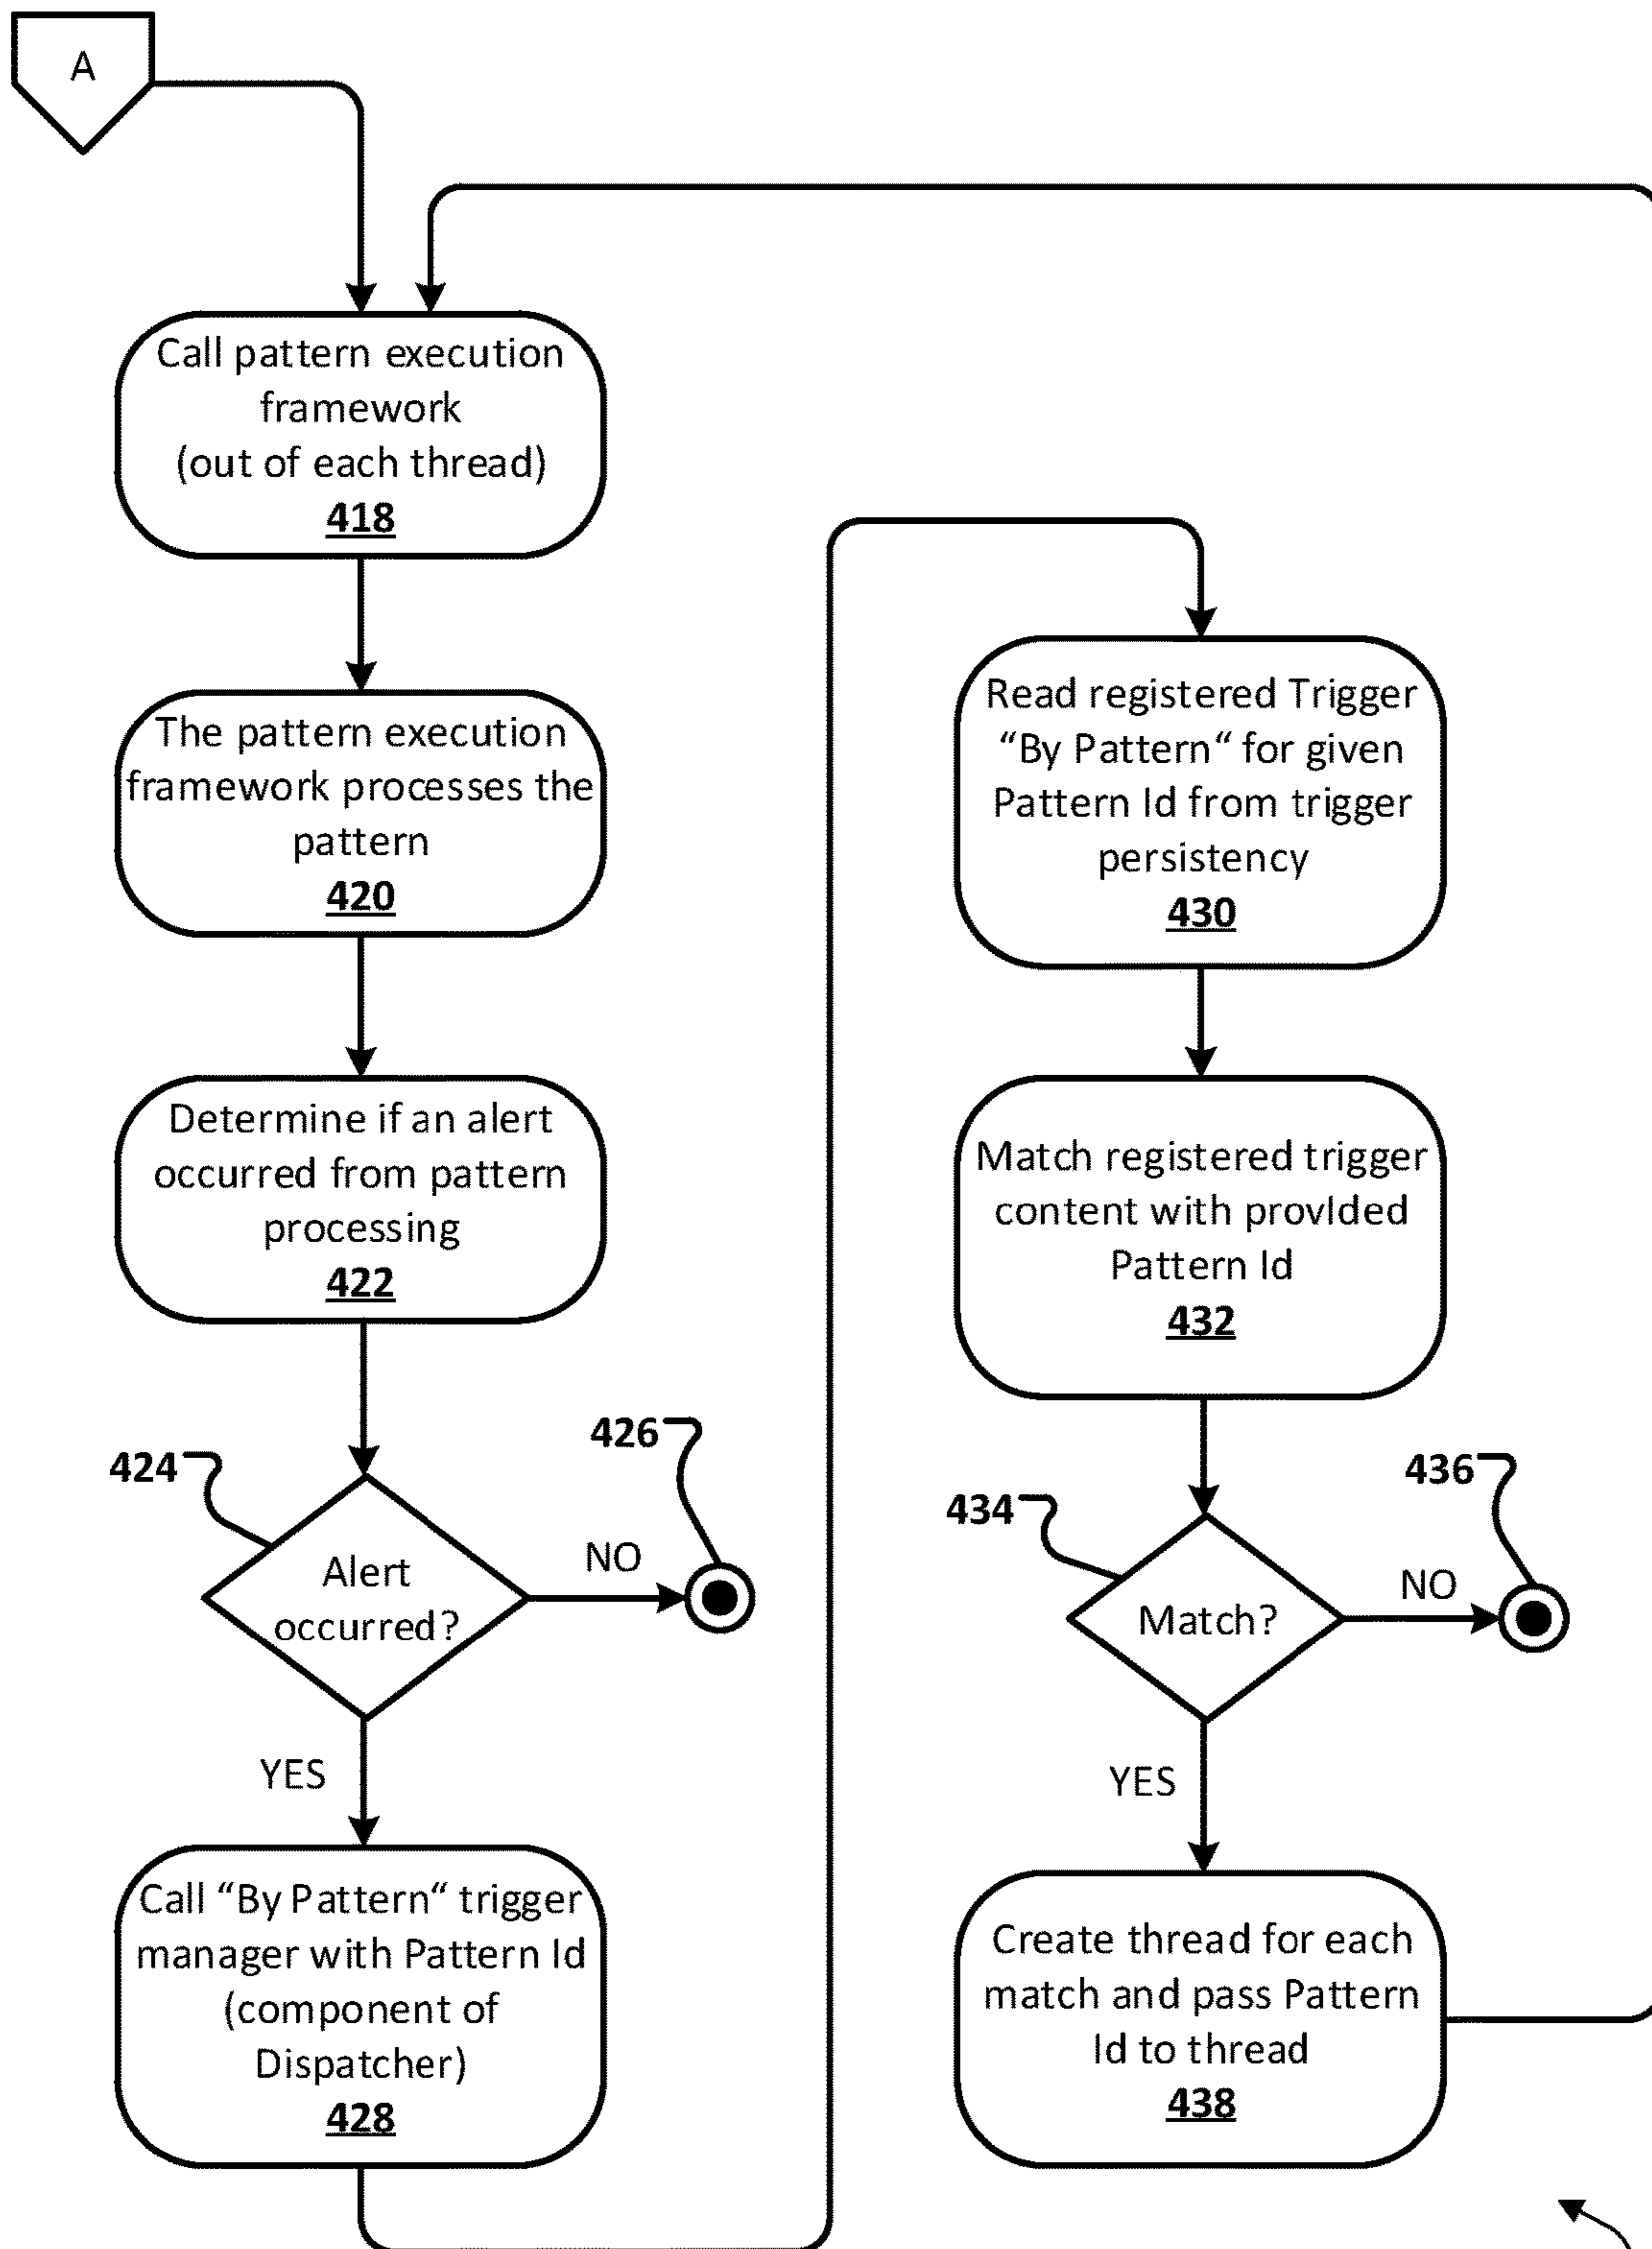 A
Call pattern execution
framework
(out of each thread)
418
The pattern execution
framework processes the
pattern
420
Determine if an alert
occurred from pattern
processing
422
424
426
Alert
occurred?
NO
YES
Call “By Pattern“ trigger
manager with Pattern Id
(component of
Dispatcher)
428
Read registered Trigger
“By Pattern“ for given
Pattern Id from trigger
persistency
430
Match registered trigger
content with provIded
Pattern Id
432
434
436
Match?
NO
YES
Create thread for each
match and pass Pattern
Id to thread
438